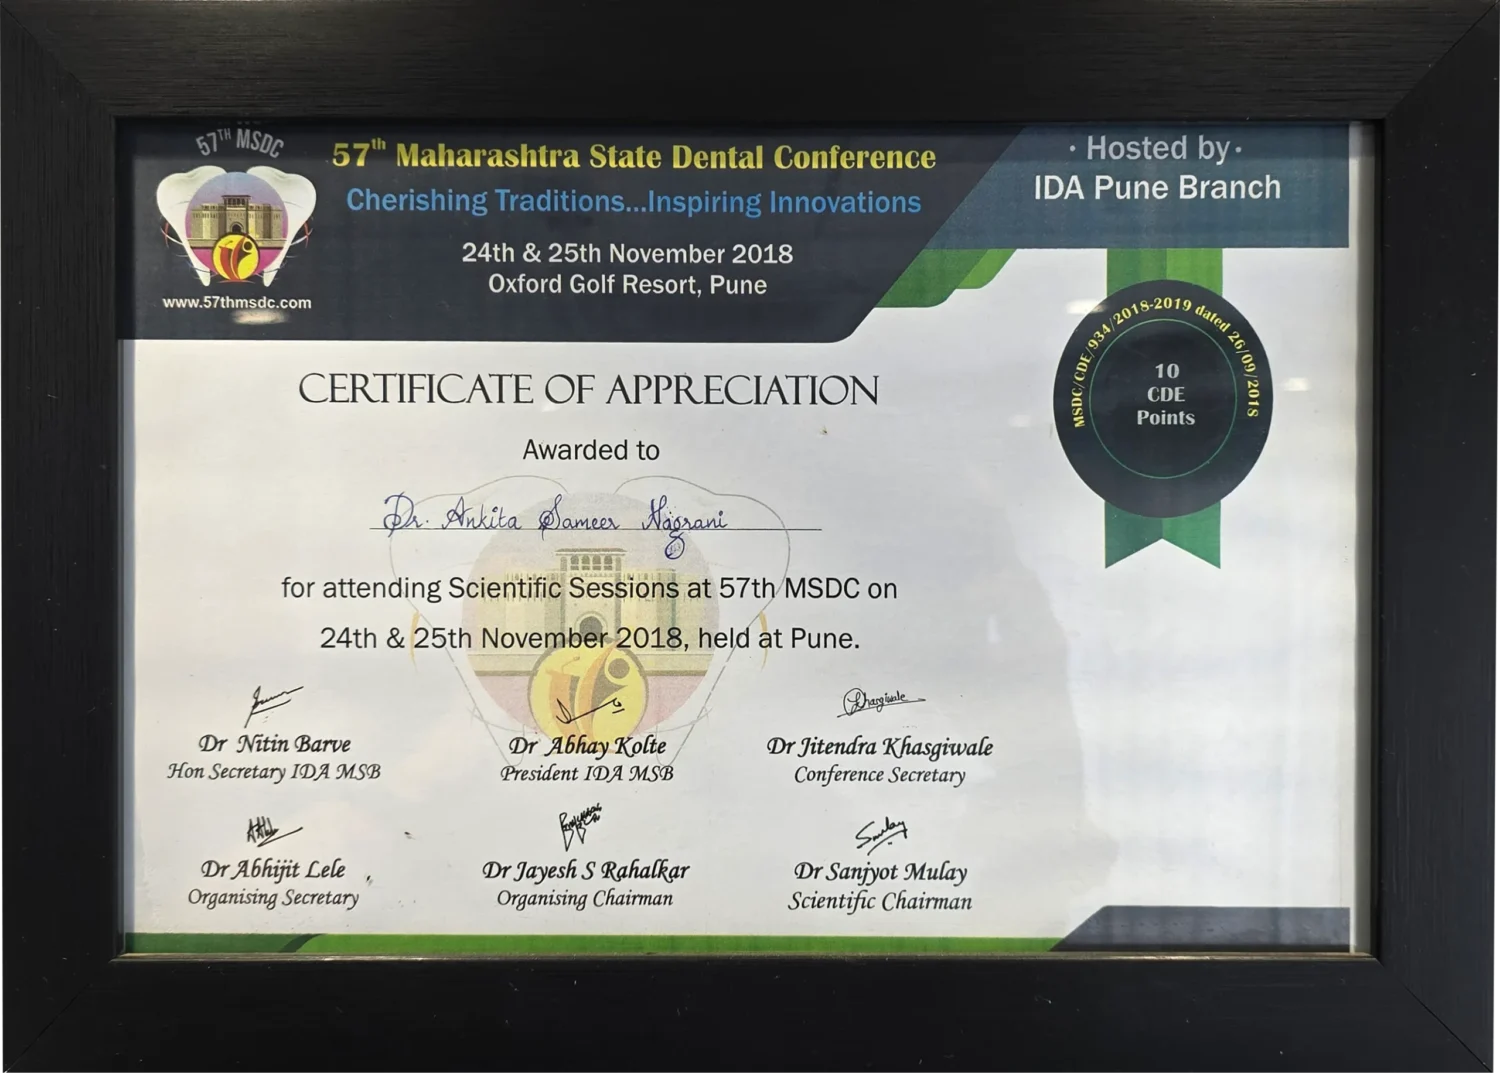 57TH MSDC
www.57thmsdc.com
57th Maharashtra State Dental Conference
Cherishing Traditions...Inspiring Innovations
24th & 25th November 2018
Oxford Golf Resort, Pune
· Hosted by ·
IDA Pune Branch
MSDC/CDE/934/2018-2019 dated 26/09/2018
10
CDE
Points
CERTIFICATE OF APPRECIATION
Awarded to
Dr. Ankita Sameer Nagrani
for attending Scientific Sessions at 57th MSDC on
24th & 25th November 2018, held at Pune.
Khasgiwale
Dr Nitin Barve
Hon Secretary IDA MSB
Dr Abhay Kolte
President IDA MSB
Dr Jitendra Khasgiwale
Conference Secretary
Dr Abhijit Lele
Organising Secretary
Dr Jayesh S Rahalkar
Organising Chairman
Dr Sanjyot Mulay
Scientific Chairman